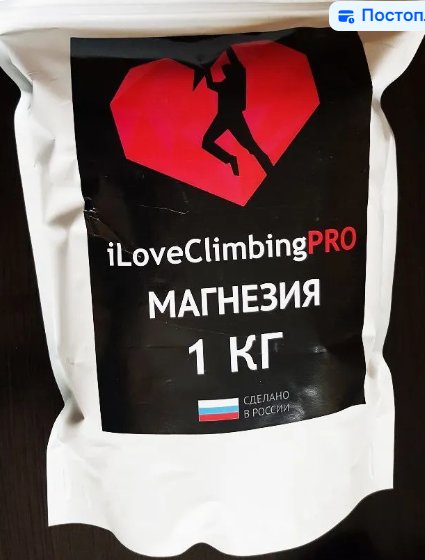 Постоп
iLoveClimbingPRO
МАГНЕЗИЯ
1 КГ
СДЕЛАНО
В РОССИИ